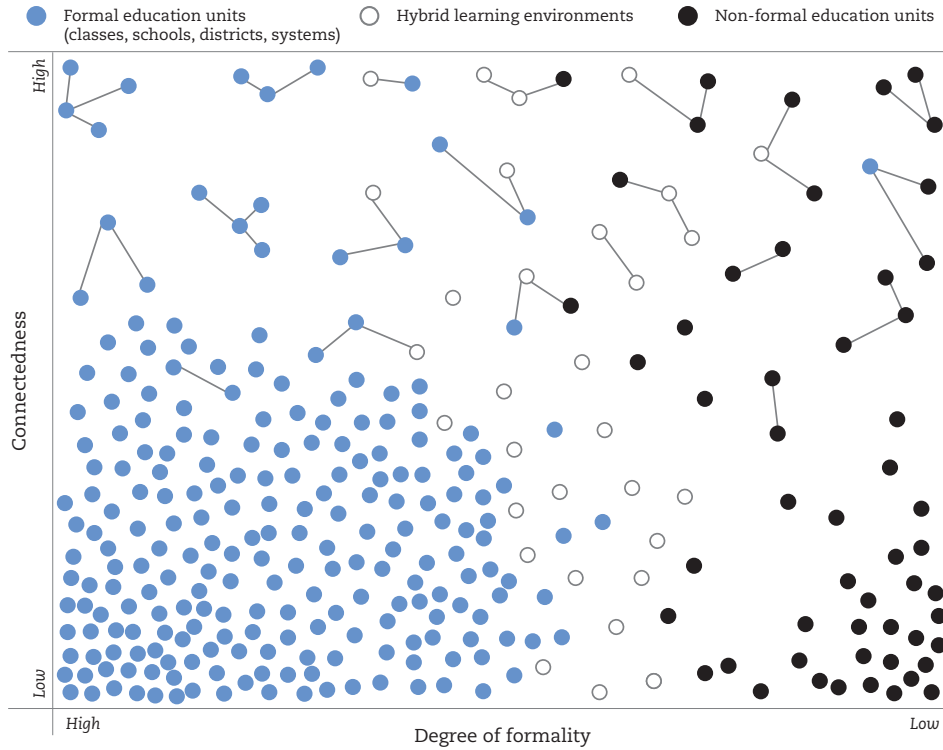 Formal education units
(classes, schools, districts, systems)
Hybrid learning environments
Non-formal education units
High
Connectedness
Low
High
Low
Degree of formality